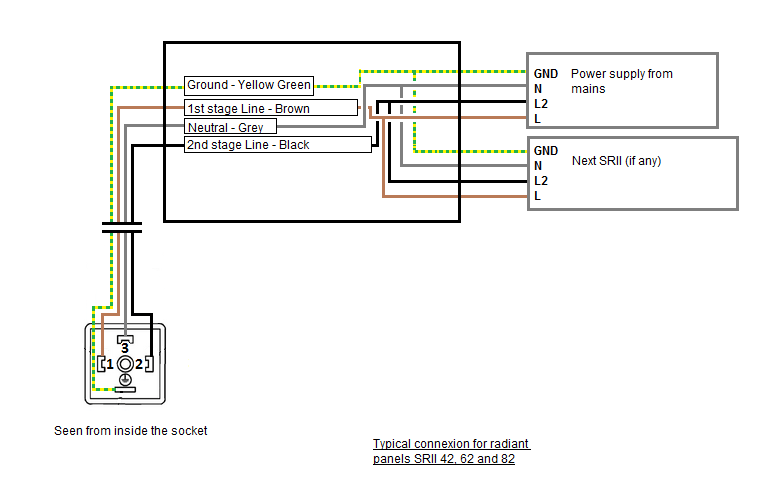 Ground - Yellow Green
1st stage Line - Brown
Neutral - Grey
2nd stage Line - Black
GND
N
L2
L
Power supply from
mains
GND
N
L2
L
Next SRII (if any)
3
1
2
Seen from inside the socket
Typical connexion for radiant
panels SRII 42, 62 and 82